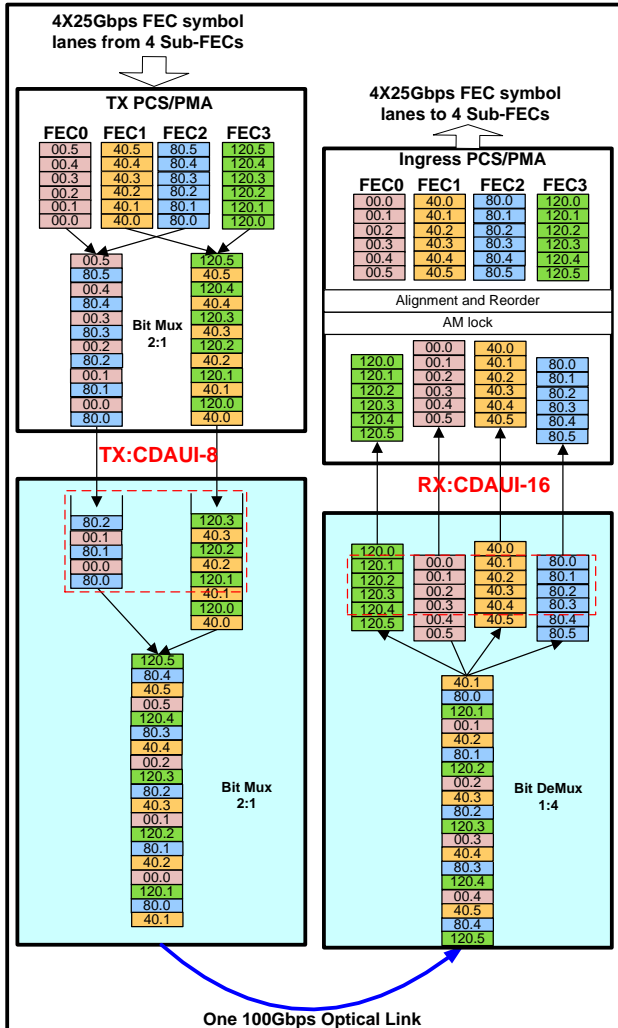 4X25Gbps FEC symbol
lanes from 4 Sub-FECs
TX PCS/PMA
FEC0 FEC1 FEC2 FEC3
00.5 40.5 80.5 120.5
00.4 40.4 80.4 120.4
00.3 40.3 80.3 120.3
00.2 40.2 80.2 120.2
00.1 40.1 80.1 120.1
00.0 40.0 80.0 120.0
00.5 120.5
80.5 40.5
00.4 120.4
80.4 40.4
00.3 120.3
80.3 40.3
00.2 120.2
80.2 40.2
00.1 120.1
80.1 40.1
00.0 120.0
80.0 40.0
Bit Mux
2:1
TX:CDAUI-8
80.2 120.3
00.1 40.3
80.1 120.2
00.0 40.2
80.0 120.1
40.1
120.0
40.0
120.5
80.4
40.5
00.5
120.4
80.3
40.4
00.2
120.3
80.2
40.3
00.1
120.2
80.1
40.2
00.0
120.1
80.0
40.1
Bit Mux
2:1
4X25Gbps FEC symbol
lanes to 4 Sub-FECs
Ingress PCS/PMA
FEC0 FEC1 FEC2 FEC3
00.0 40.0 80.0 120.0
00.1 40.1 80.1 120.1
00.2 40.2 80.2 120.2
00.3 40.3 80.3 120.3
00.4 40.4 80.4 120.4
00.5 40.5 80.5 120.5
Alignment and Reorder
AM lock
120.0 00.0 40.0 80.0
120.1 00.1 40.1 80.1
120.2 00.2 40.2 80.2
120.3 00.3 40.3 80.3
120.4 00.4 40.4 80.4
120.5 00.5 40.5 80.5
RX:CDAUI-16
120.0 00.0 40.0 80.0
120.1 00.1 40.1 80.1
120.2 00.2 40.2 80.2
120.3 00.3 40.3 80.3
120.4 00.4 40.4 80.4
120.5 00.5 40.5 80.5
40.1
80.0
120.1
00.1
40.2
80.1
120.2
00.2
40.3
80.2
120.3
00.3
40.4
80.3
120.4
00.4
40.5
80.4
120.5
Bit DeMux
1:4
One 100Gbps Optical Link